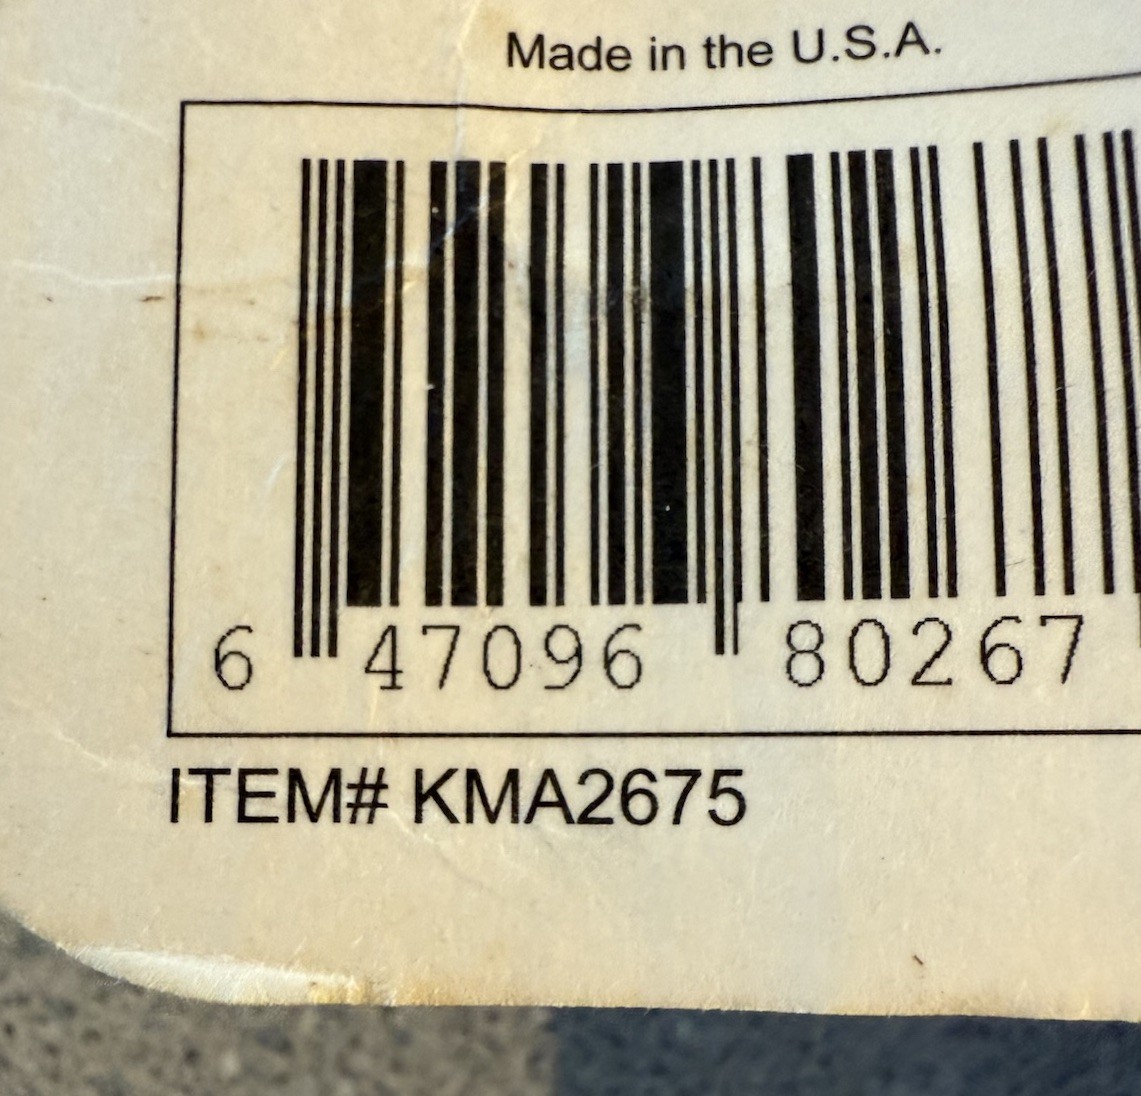 Made in the U.S.A.
6 47096 80267
ITEM# KMA2675